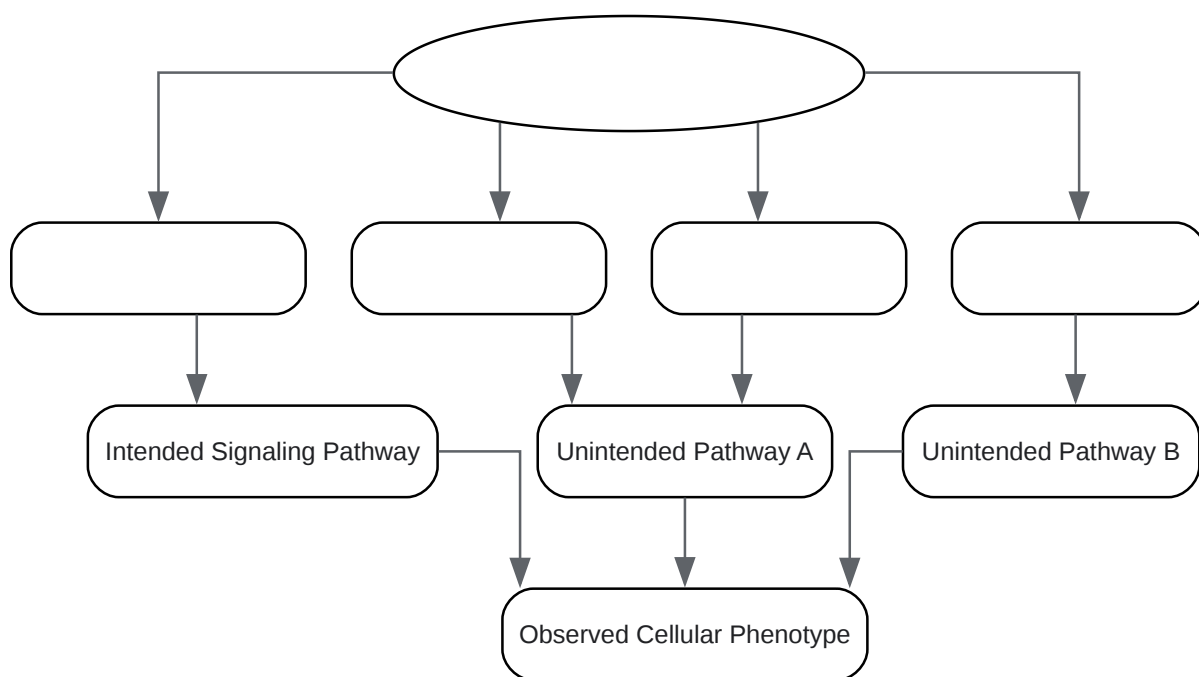 Intended Signaling Pathway
Unintended Pathway A
Unintended Pathway B
Observed Cellular Phenotype